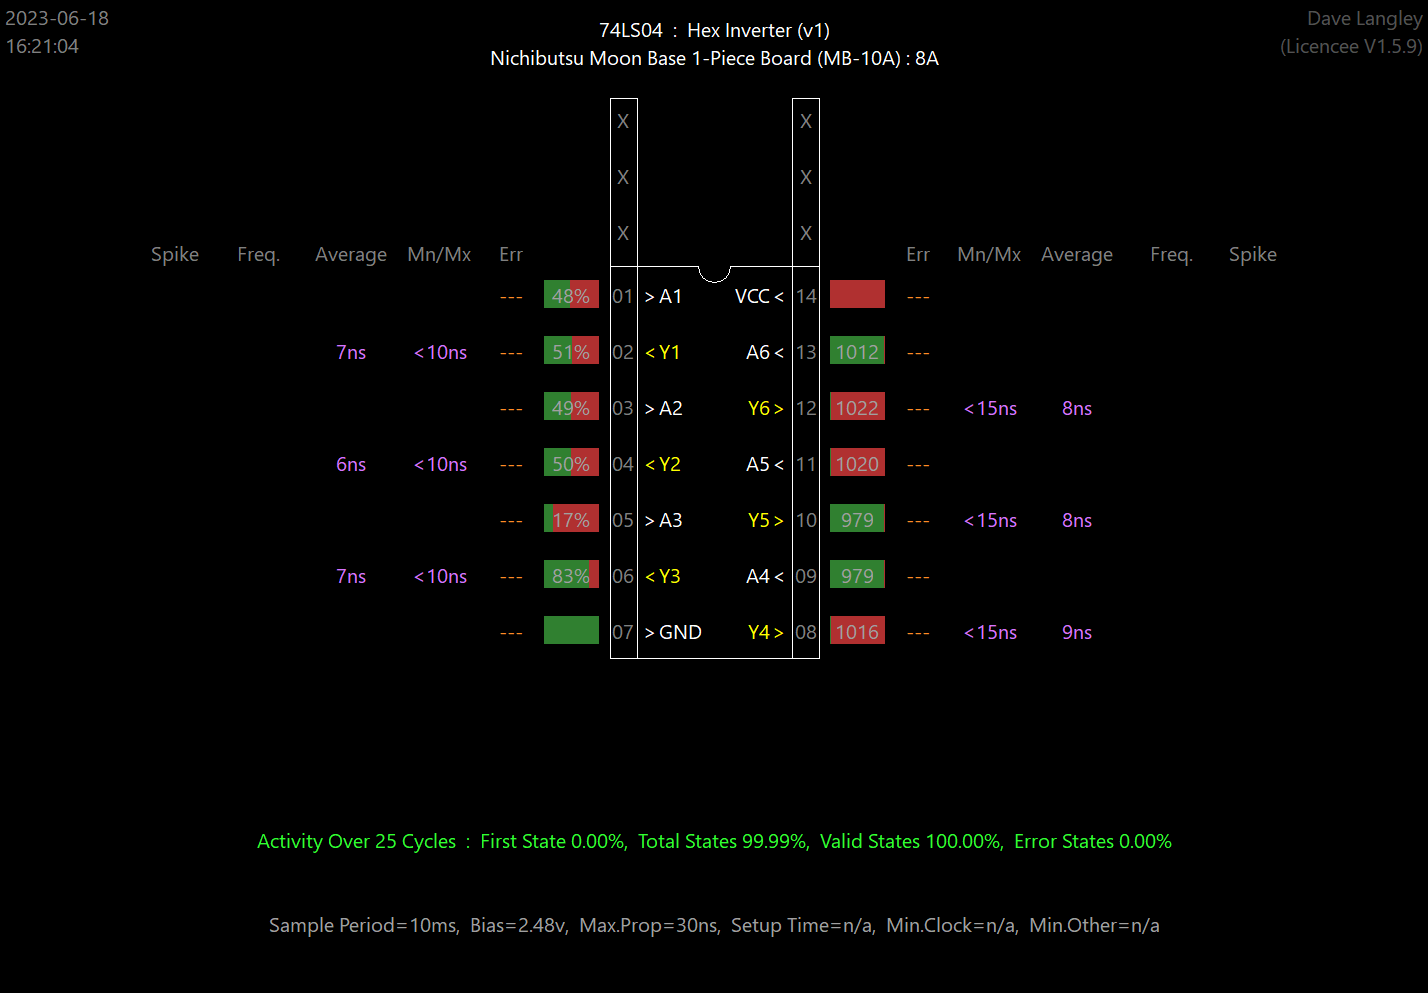 2023-06-18
16:21:04
74LS04 : Hex Inverter (v1)
Nichibutsu Moon Base 1-Piece Board (MB-10A) : 8A
Dave Langley
(Licencee V1.5.9)
X X
X X
X X
Spike Freq. Average Mn/Mx Err Err Mn/Mx Average Freq. Spike
--- 48% 01 >A1 VCC< 14 ---
7ns <10ns --- 51% 02 <Y1 A6< 13 1012 ---
--- 49% 03 >A2 Y6> 12 1022 --- <15ns 8ns
6ns <10ns --- 50% 04 <Y2 A5< 11 1020 ---
--- 17% 05 >A3 Y5> 10 979 --- <15ns 8ns
7ns <10ns --- 83% 06 <Y3 A4< 09 979 ---
--- 07 >GND Y4> 08 1016 --- <15ns 9ns
Activity Over 25 Cycles : First State 0.00%, Total States 99.99%, Valid States 100.00%, Error States 0.00%
Sample Period=10ms, Bias=2.48v, Max.Prop=30ns, Setup Time=n/a, Min.Clock=n/a, Min.Other=n/a